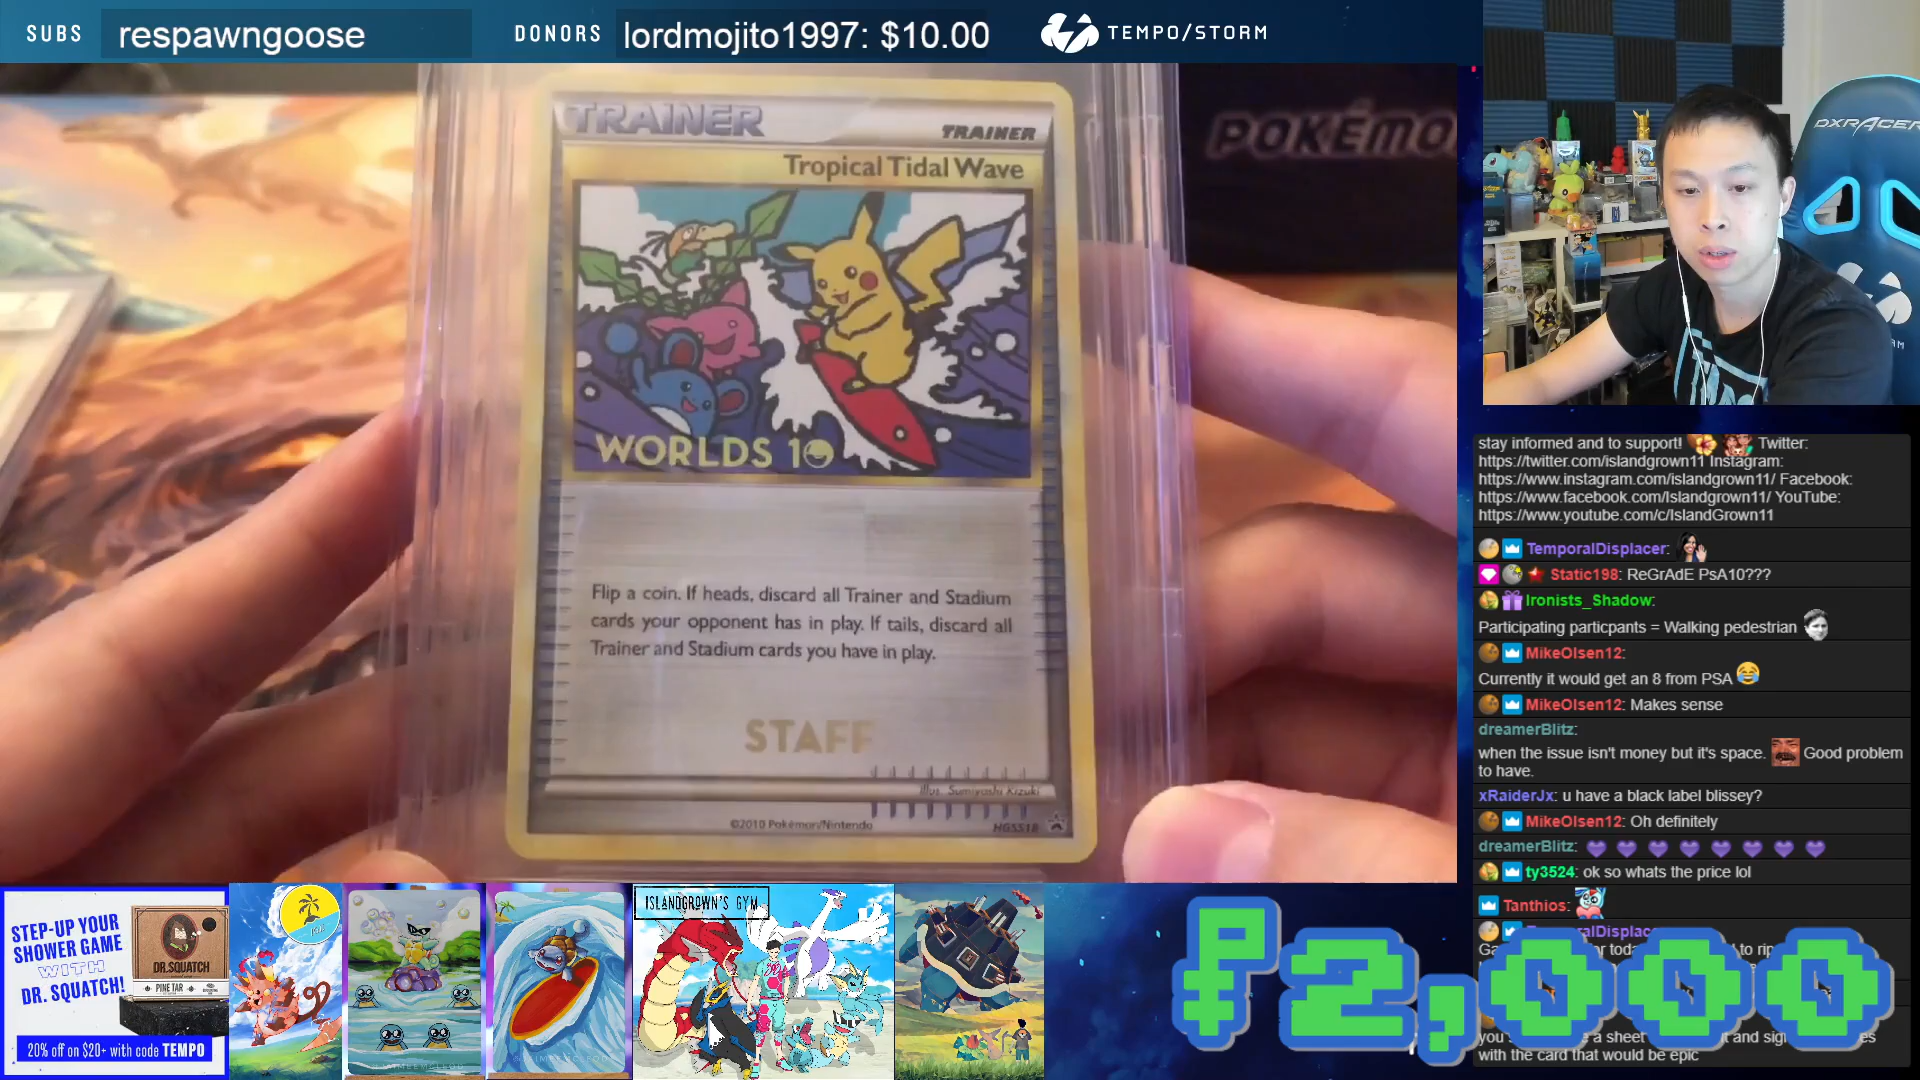 SUBS respawngoose DONORS lordmojito1997: $10.00 TEMPO/STORM
TRAINER
TRAINER
Tropical Tidal Wave
WORLDS 10
Flip a coin. If heads, discard all Trainer and Stadium
cards your opponent has in play. If tails, discard all
Trainer and Stadium cards you have in play.
STAFF
Illus. Sumiyoshi Kizuki
©2010 Pokémon/Nintendo
HGSS18
POKÉMO
DXRACER
stay informed and to support! Twitter:
https://twitter.com/islandgrown11 Instagram:
https://www.instagram.com/islandgrown11/ Facebook:
https://www.facebook.com/Islandgrown11/ YouTube:
https://www.youtube.com/c/IslandGrown11
TemporalDisplacer:
Static198: ReGrAdE PsA10???
Ironists_Shadow:
Participating particpants = Walking pedestrian
MikeOlsen12:
Currently it would get an 8 from PSA
MikeOlsen12: Makes sense
dreamerBlitz:
when the issue isn't money but it's space. Good problem
to have.
xRaiderJx: u have a black label blissey?
MikeOlsen12: Oh definitely
dreamerBlitz:
ty3524: ok so whats the price lol
Tanthios:
with the card that would be epic
STEP-UP YOUR
SHOWER GAME
WITH
DR. SQUATCH!
DR.SQUATCH
PINE TAR
20% off on $20+ with code TEMPO
ISLANDGROWN'S GYM
₽2,000